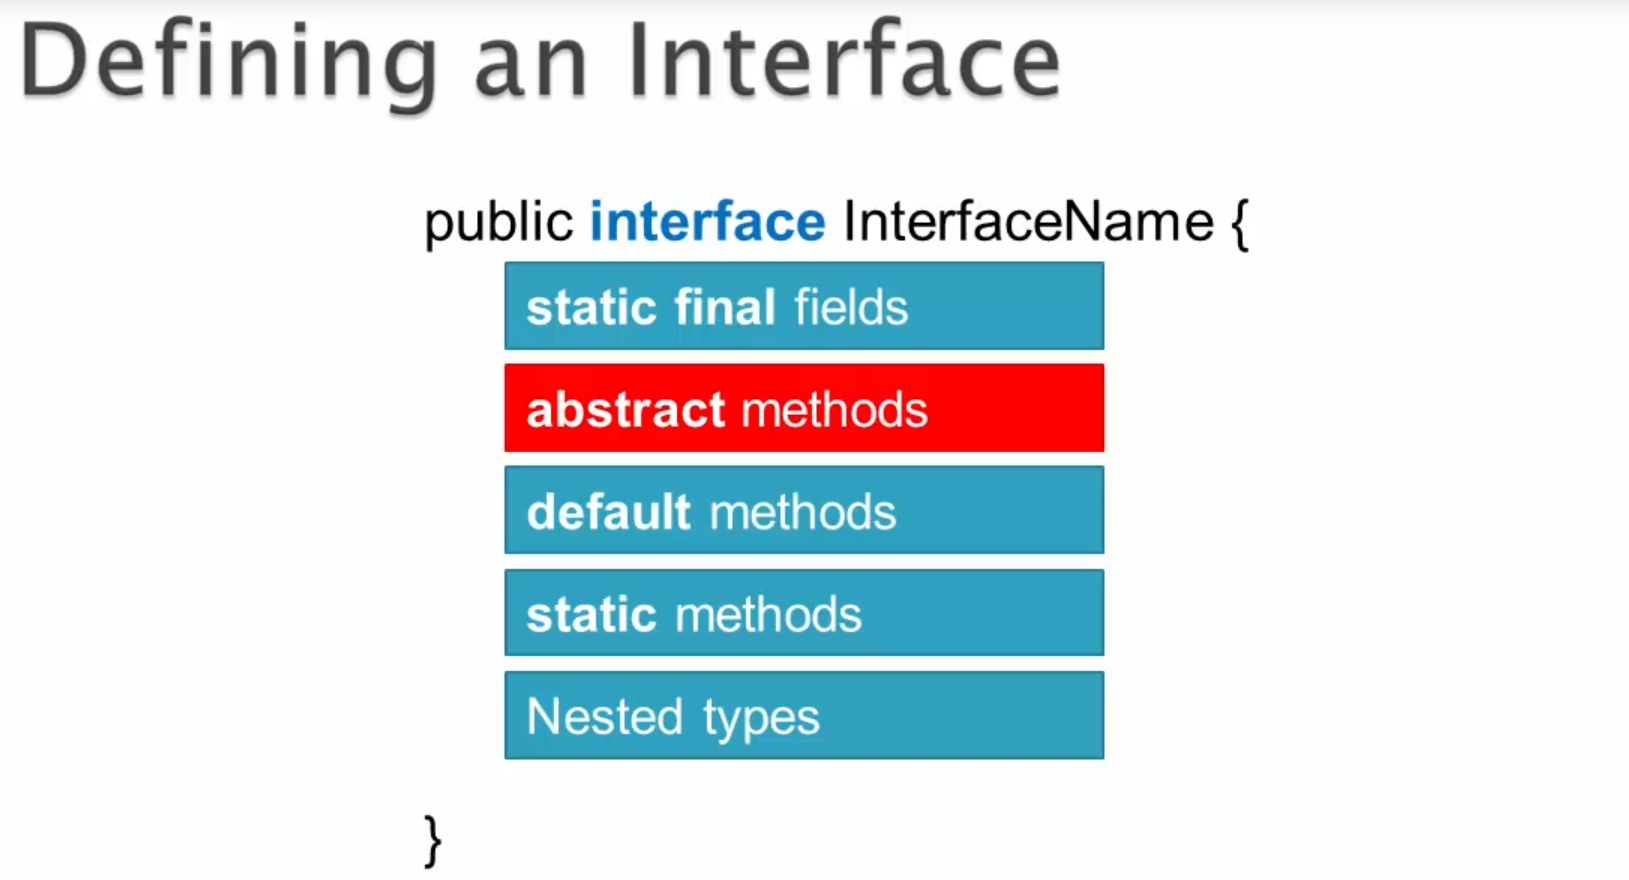 Defining an Interface
public interface InterfaceName {
static final fields
abstract methods
default methods
static methods
Nested types
}